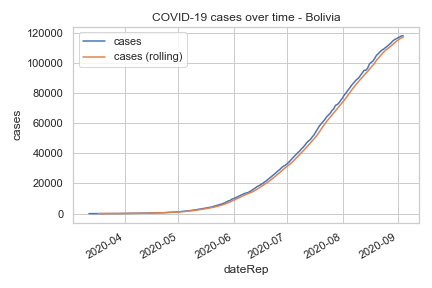 COVID-19 cases over time - Bolivia
cases
cases (rolling)
120000
100000
80000
60000
40000
20000
0
cases
2020-04
2020-05
2020-06
2020-07
2020-08
2020-09
dateRep